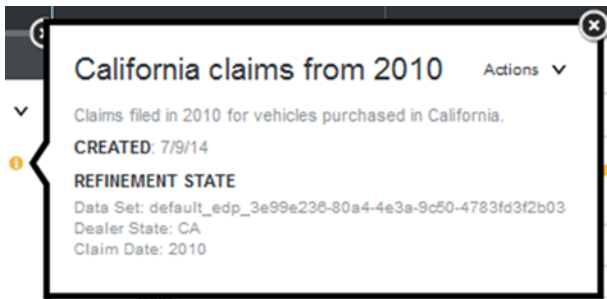 California claims from 2010
Actions
Claims filed in 2010 for vehicles purchased in California.
CREATED: 7/9/14
REFINEMENT STATE
Data Set: default_edp_3e99e236-80a4-4e3a-9c50-4783fd3f2b03
Dealer State: CA
Claim Date: 2010